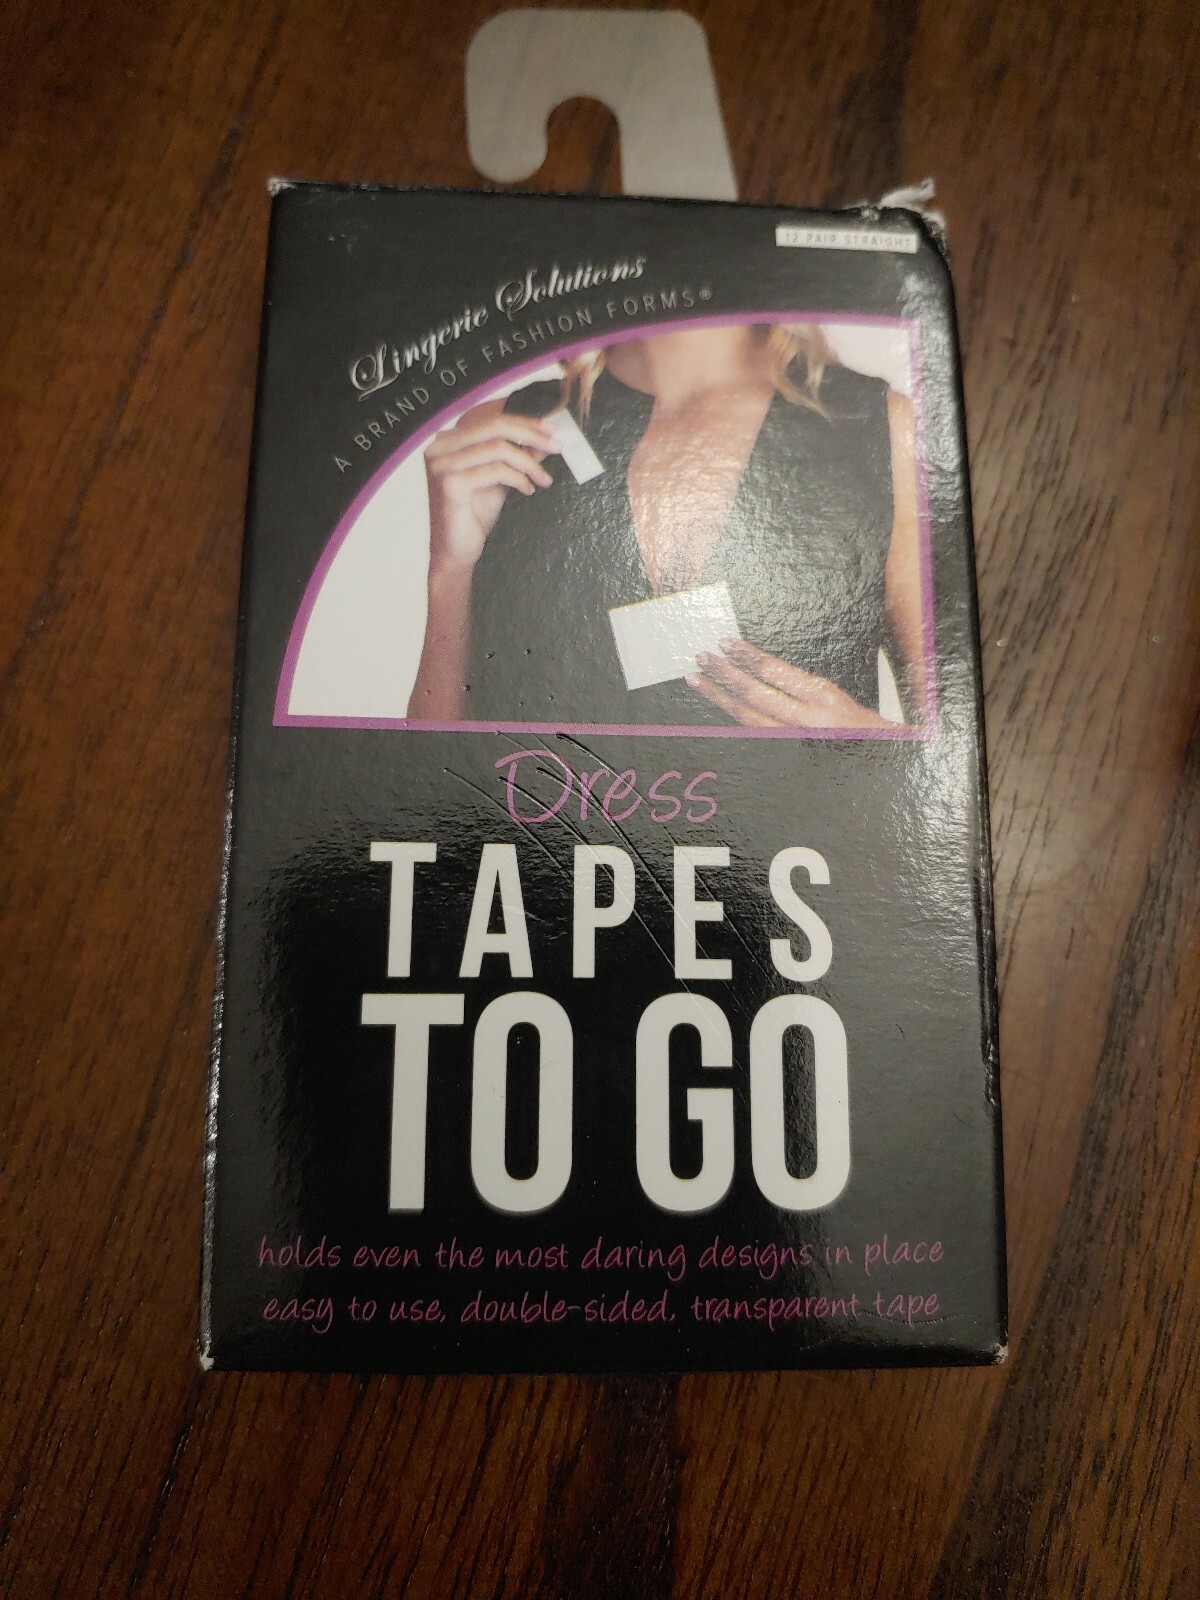 12 PAIR STRAIGHT
Lingerie Solutions
A BRAND OF FASHION FORMS®
Dress
TAPES
TO GO
holds even the most daring designs in place
easy to use, double-sided, transparent tape